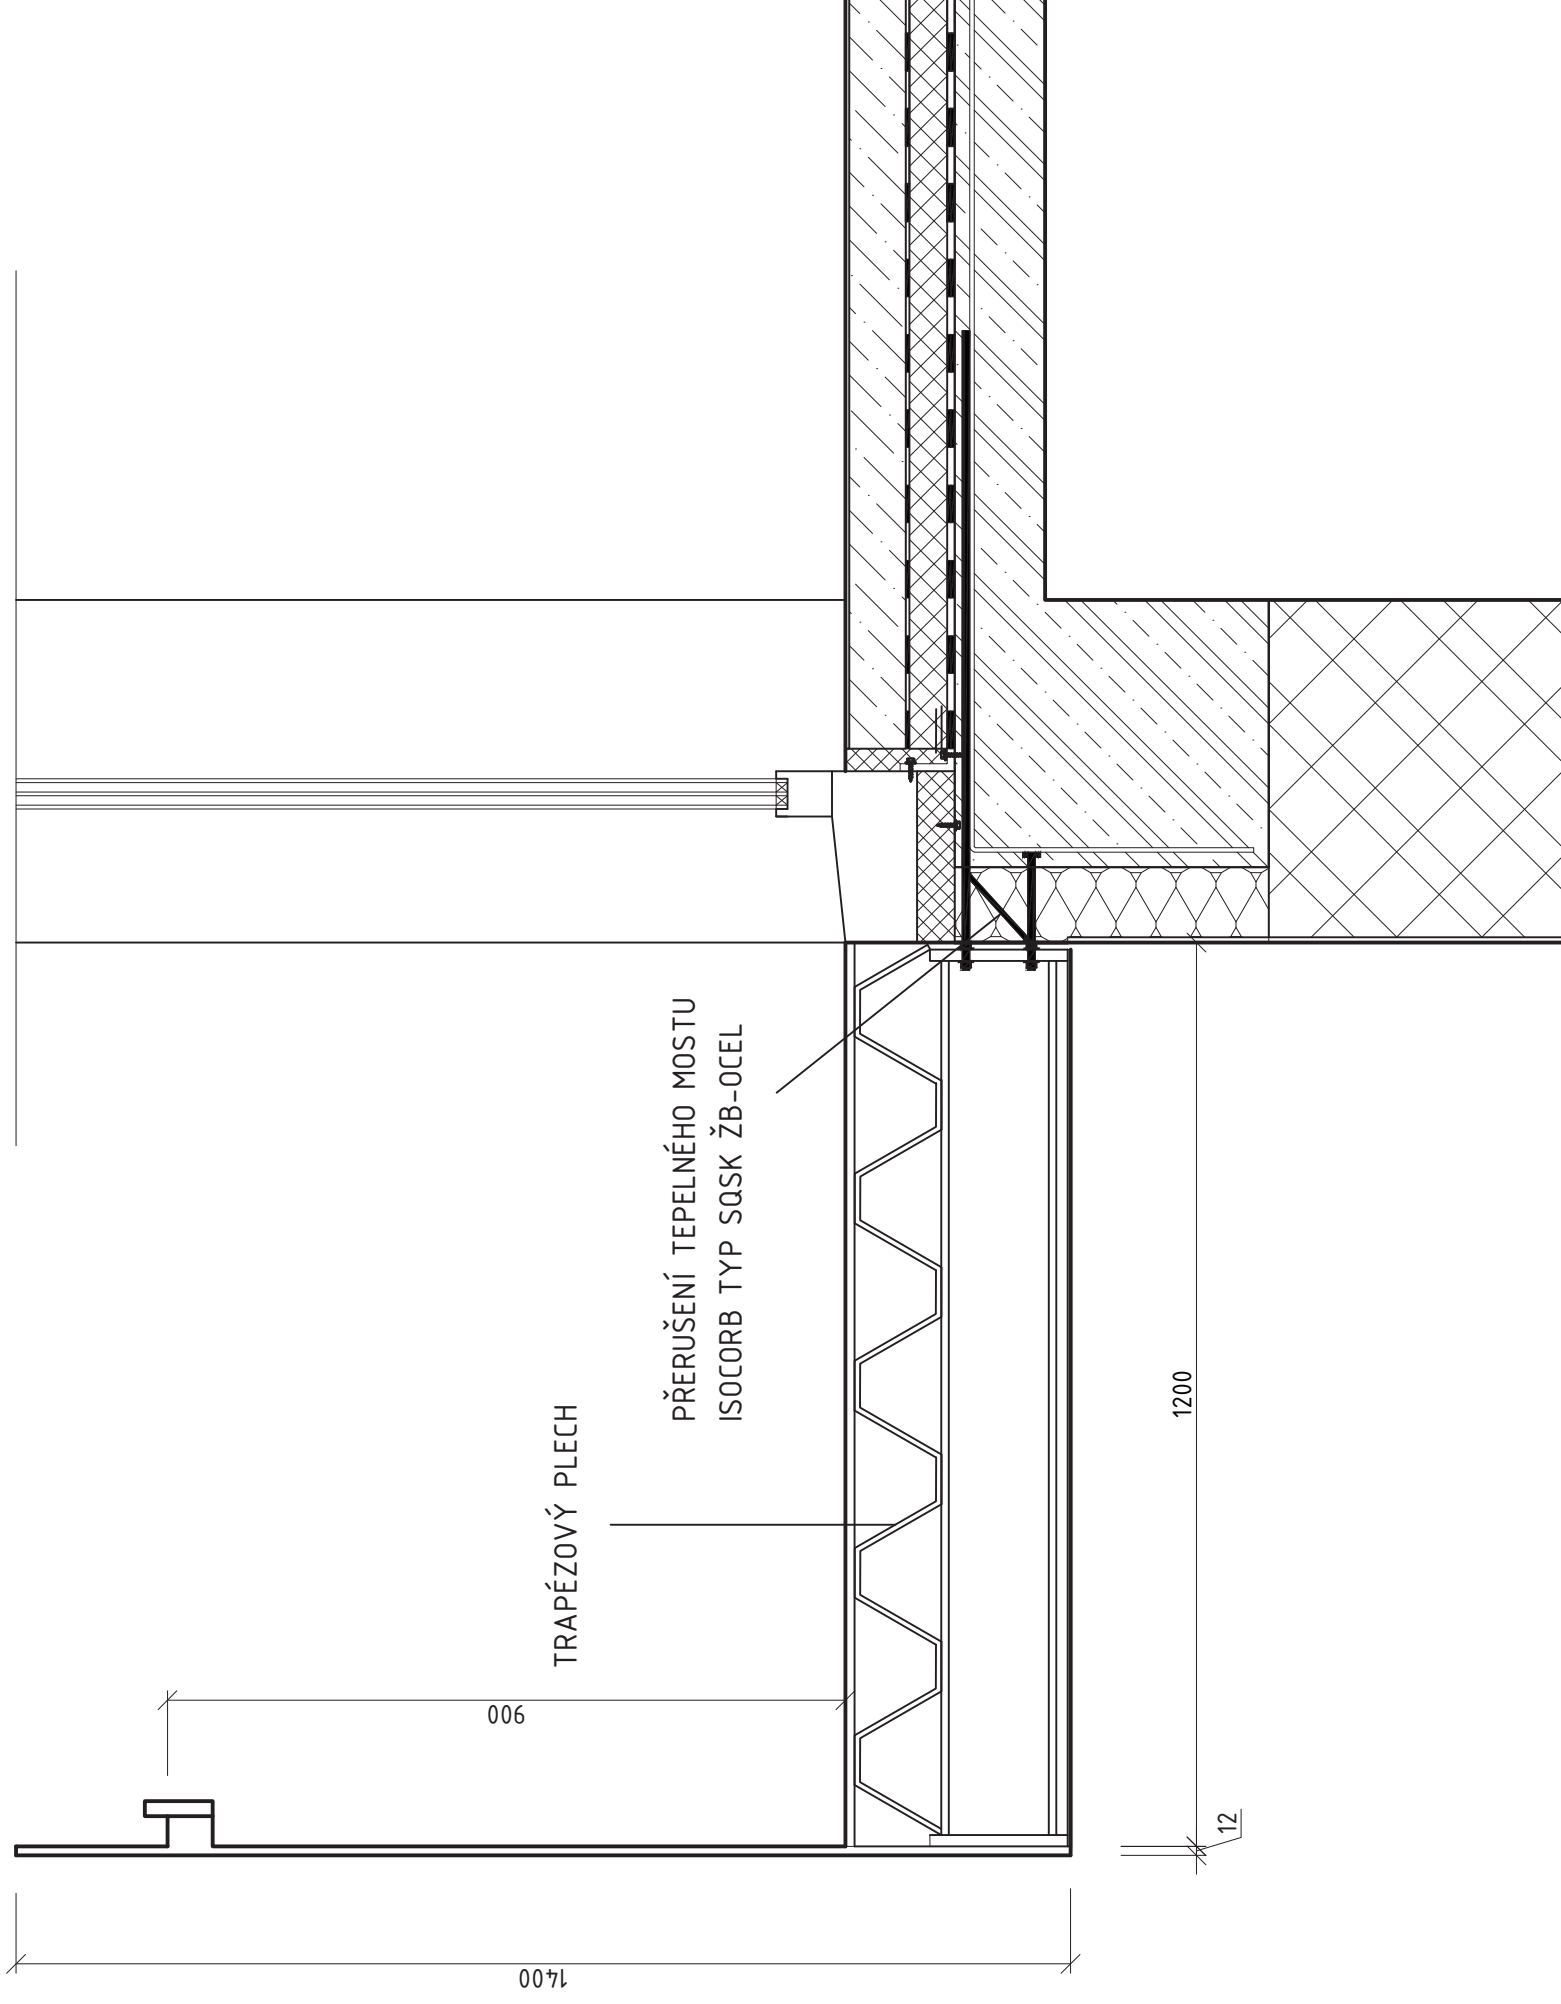 TRAPÉZOVÝ PLECH
PŘERUŠENÍ TEPELNÉHO MOSTU
ISOCORB TYP SQSK ŽB-OCEL
900
1200
12
1400